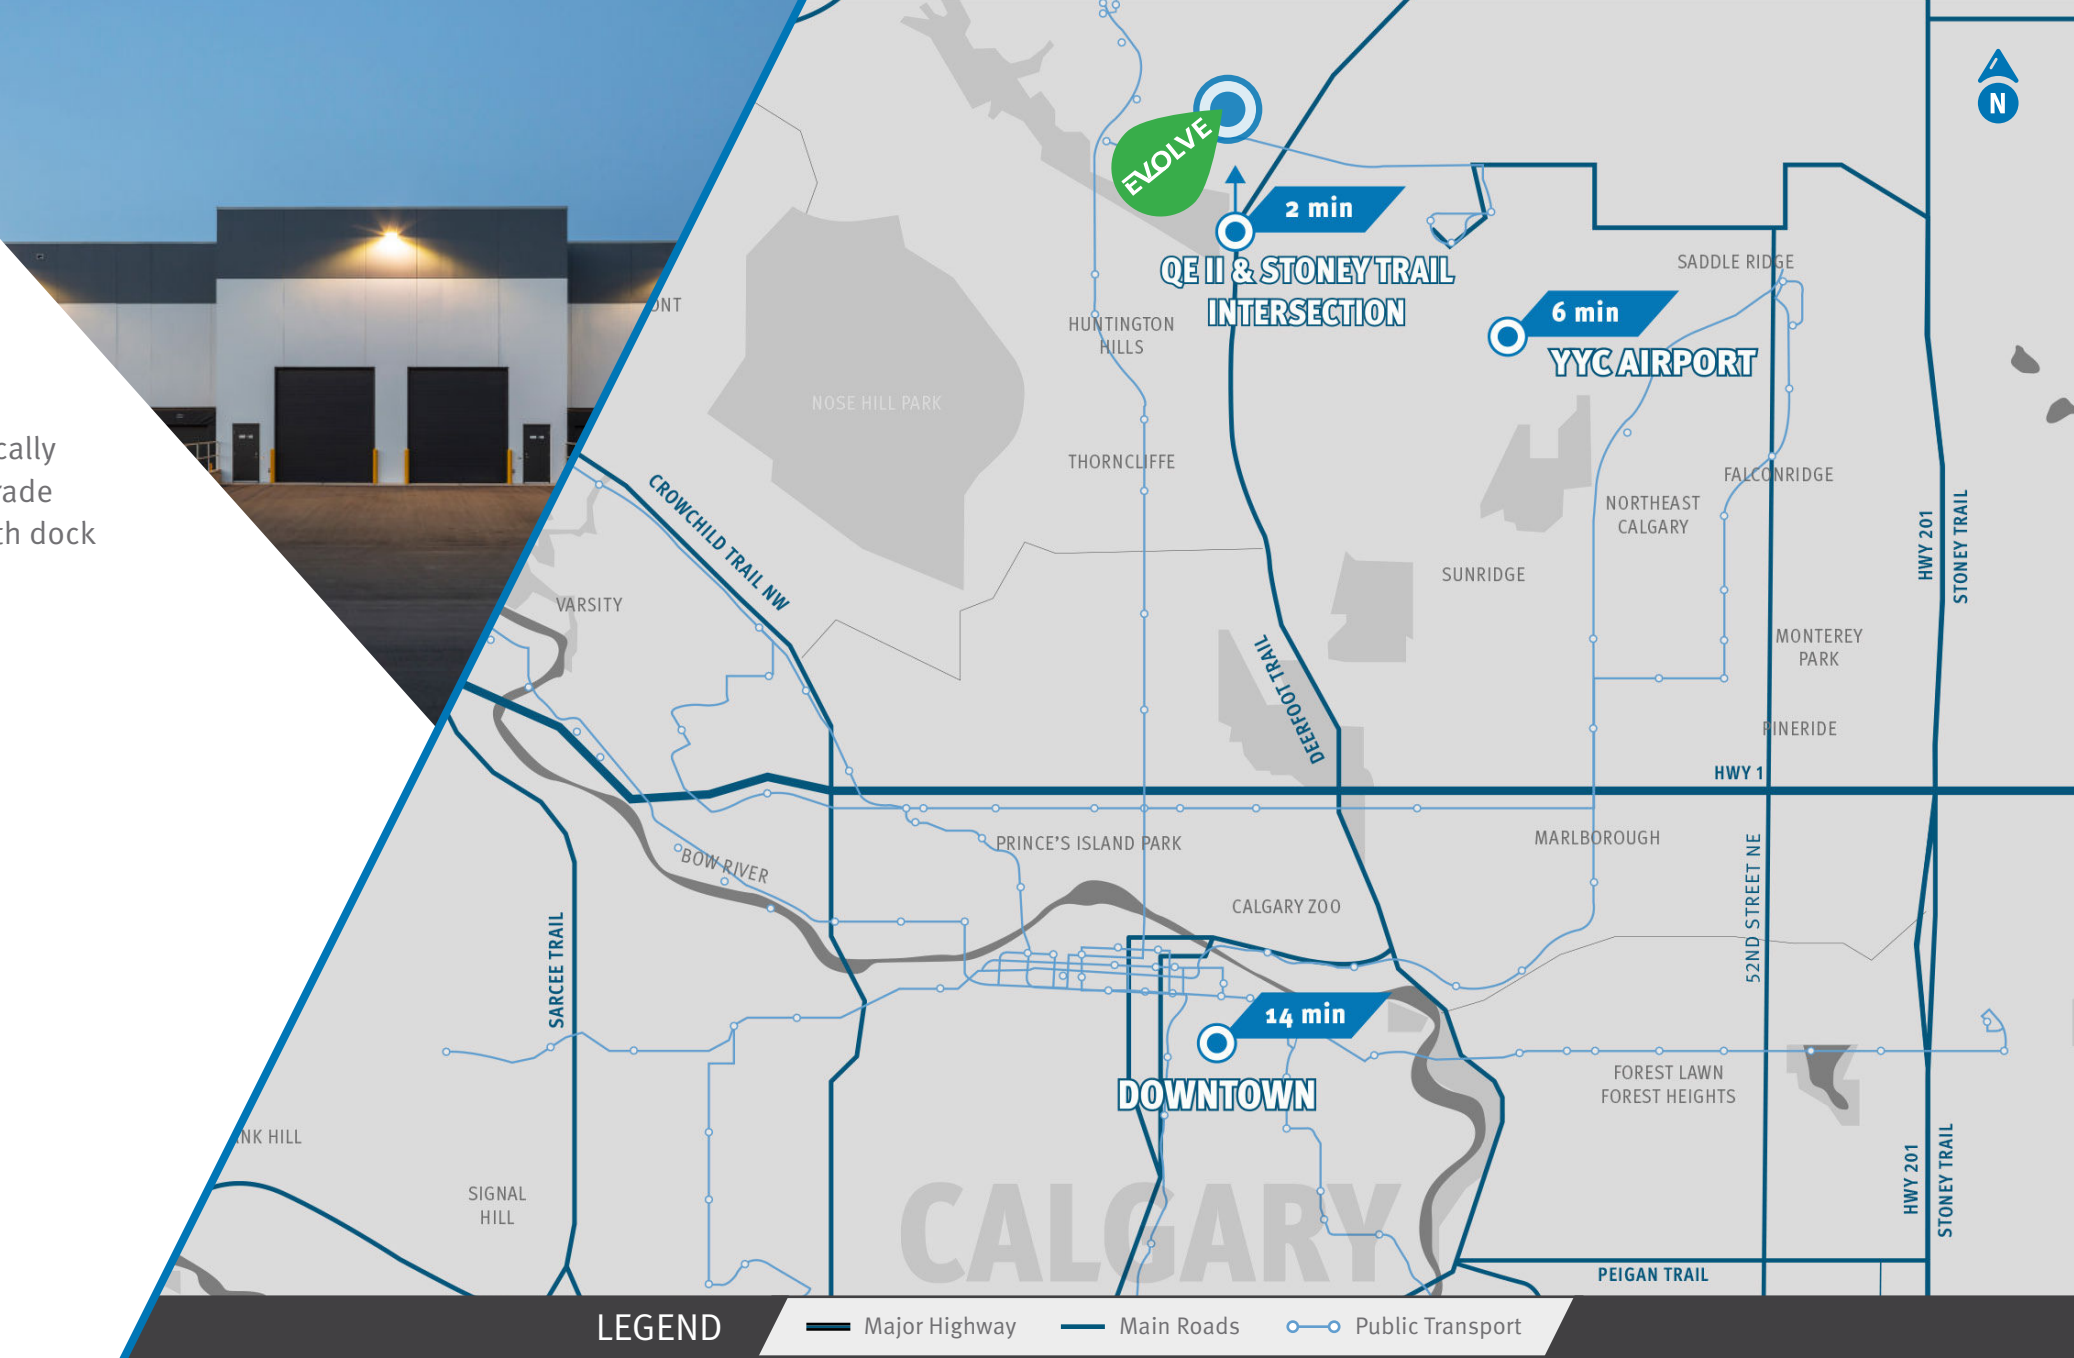 EVOLVE
N
2 min
QE II & STONEY TRAIL
INTERSECTION
SADDLE RIDGE
6 min
YYC AIRPORT
HUNTINGTON
HILLS
NOSE HILL PARK
THORNCLIFFE
FALCONRIDGE
NORTHEAST
CALGARY
cally
rade
th dock
CROWCHILD TRAIL NW
HWY 201
STONEY TRAIL
SUNRIDGE
VARSITY
DEERFOOT TRAIL
MONTEREY
PARK
PINERIDE
HWY 1
PRINCE'S ISLAND PARK
MARLBOROUGH
BOW RIVER
CALGARY ZOO
52ND STREET NE
SARCEE TRAIL
14 min
DOWNTOWN
FOREST LAWN
FOREST HEIGHTS
NK HILL
SIGNAL
HILL
CALGARY
HWY 201
STONEY TRAIL
PEIGAN TRAIL
LEGEND
Major Highway
Main Roads
Public Transport